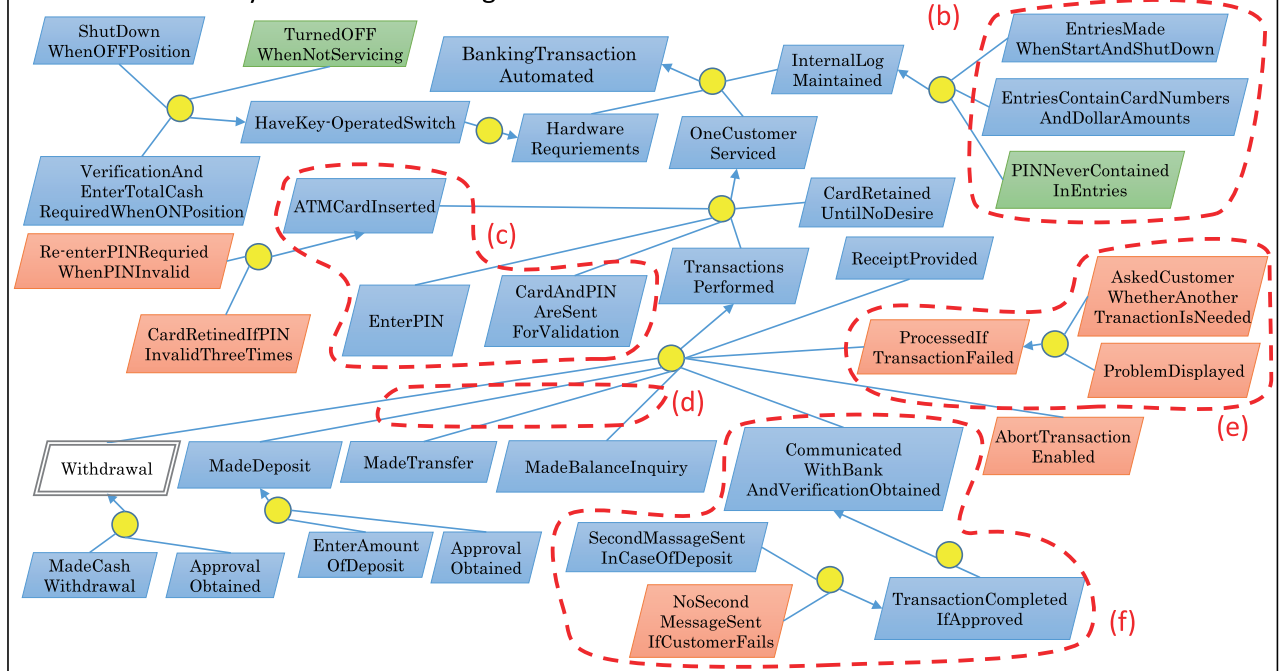 ShutDown
WhenOFFPosition
TurnedOFF
WhenNotServicing
BankingTransaction
Automated
InternalLog
Maintained
(b)
EntriesMade
WhenStartAndShutDown
EntriesContainCardNumbers
AndDollarAmounts
HaveKey-OperatedSwitch
Hardware
Requriements
OneCustomer
Serviced
PINNeverContained
InEntries
VerificationAnd
EnterTotalCash
RequiredWhenONPosition
ATMCardInserted
CardRetained
UntilNoDesire
(c)
Re-enterPINRequried
WhenPINInvalid
Transactions
Performed
ReceiptProvided
AskedCustomer
WhetherAnother
TranactionIsNeeded
EnterPIN
CardAndPIN
AreSent
ForValidation
CardRetinedIfPIN
InvalidThreeTimes
ProcessedIf
TransactionFailed
ProblemDisplayed
(d)
(e)
Withdrawal
MadeDeposit
MadeTransfer
MadeBalanceInquiry
Communicated
WithBank
AndVerificationObtained
AbortTransaction
Enabled
MadeCash
Withdrawal
Approval
Obtained
EnterAmount
OfDeposit
Approval
Obtained
SecondMassageSent
InCaseOfDeposit
NoSecond
MessageSent
IfCustomerFails
TransactionCompleted
IfApproved
(f)